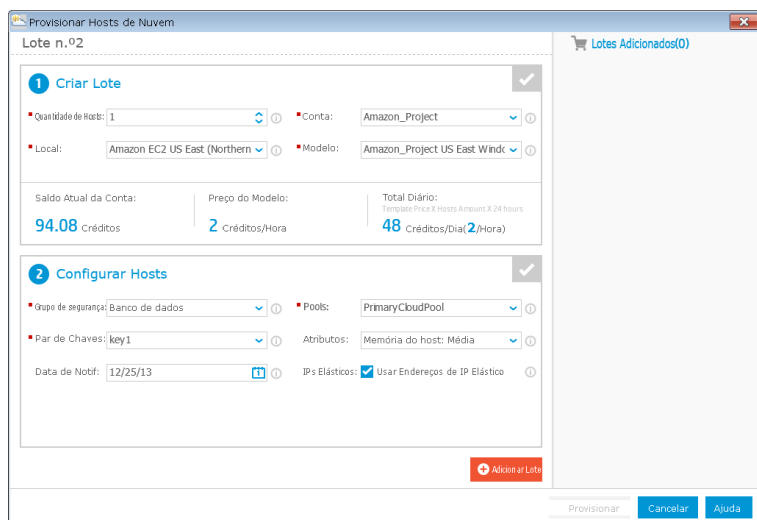 Provisionar Hosts de Nuvem
Lote n.º2
Lotes Adicionados(0)
1 Criar Lote
Quantidade de Hosts: 1
Conta: Amazon_Project
Local: Amazon EC2 US East (Northern
Modelo: Amazon_Project US East Windc
Saldo Atual da Conta:
Preço do Modelo:
Total Diário:
Template Price X Hosts Amount X 24 hours
94.08 Créditos
2 Créditos/Hora
48 Créditos/Dia(2/Hora)
2 Configurar Hosts
Grupo de segurança: Banco de dados
Pools: PrimaryCloudPool
Par de Chaves: key1
Atributos: Memória do host: Média
Data de Notif: 12/25/13
IPs Elásticos: Usar Endereços de IP Elástico
Adicionar Lote
Provisionar
Cancelar
Ajuda